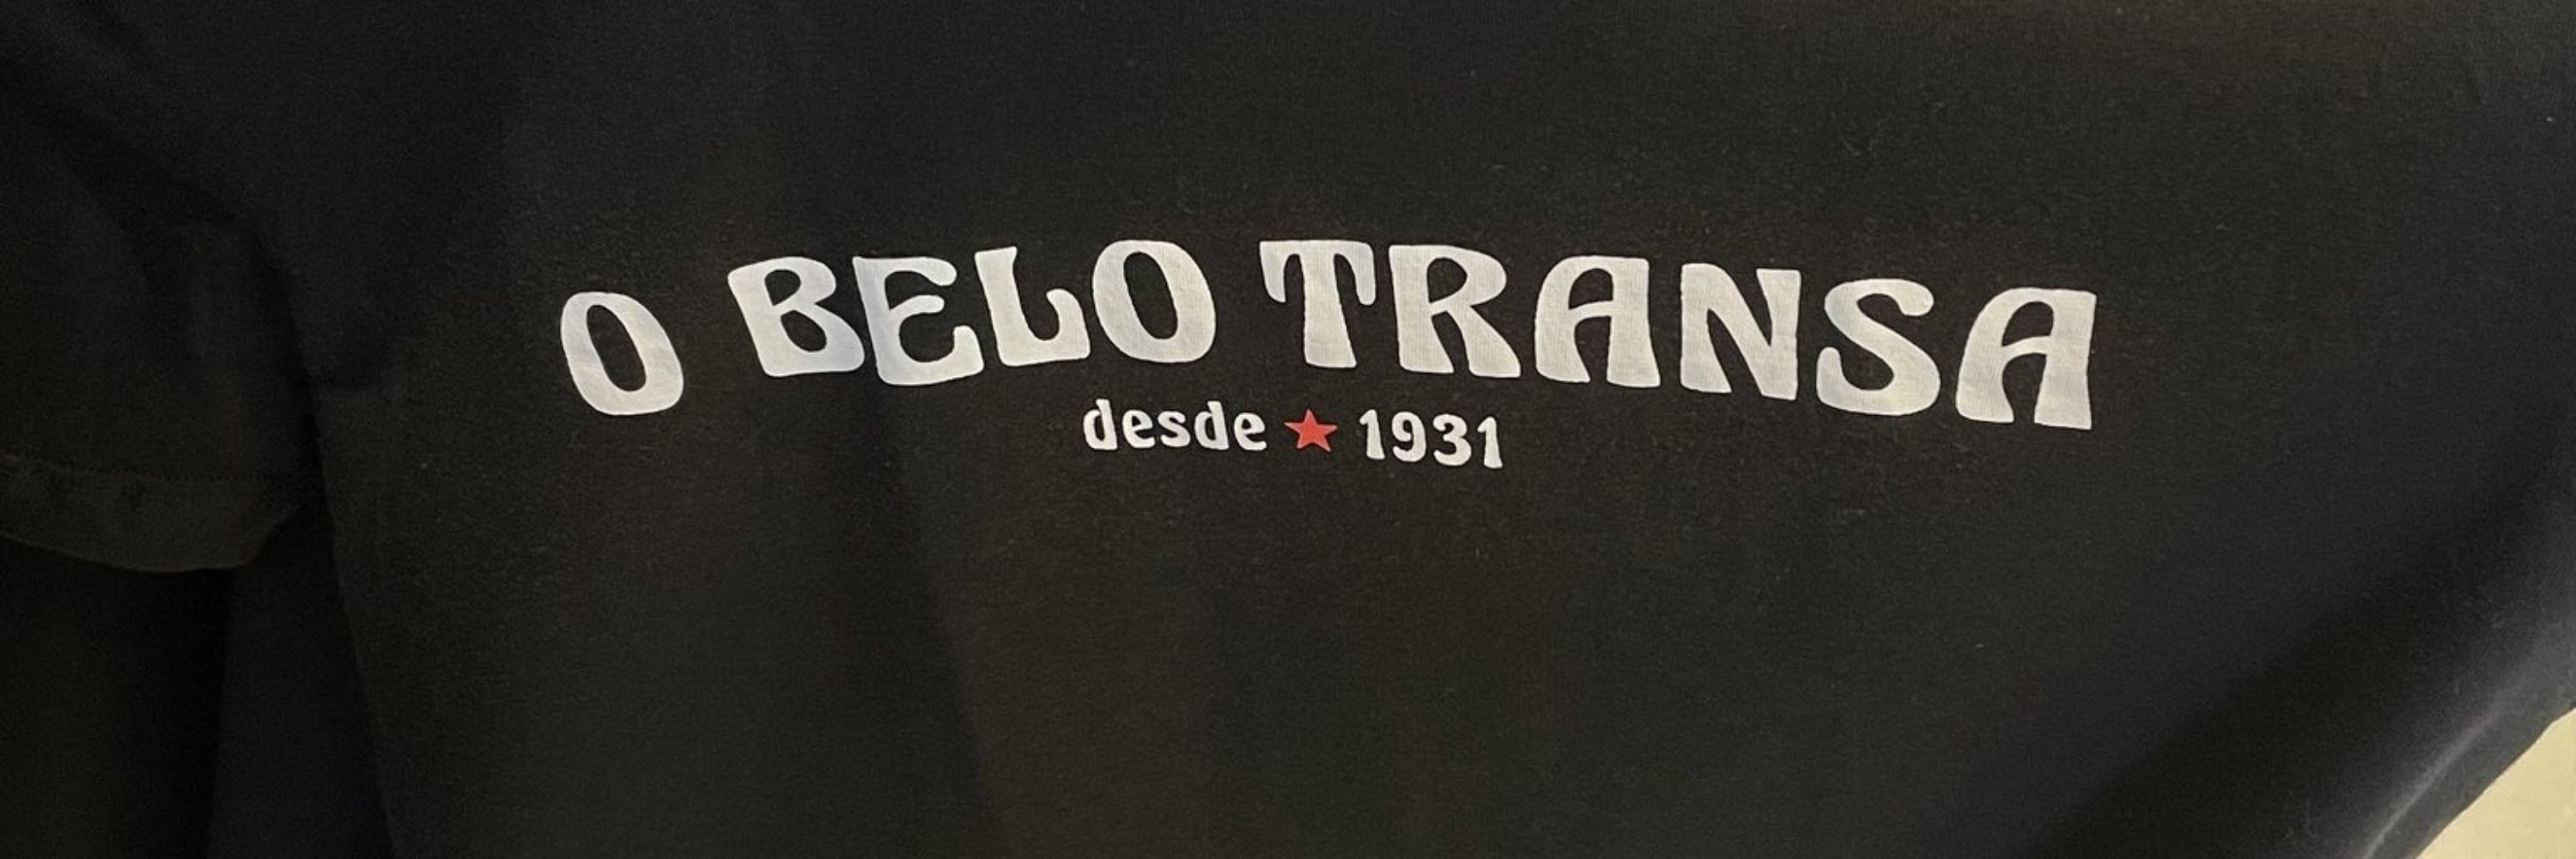 O BELO TRANSA
desde ★ 1931